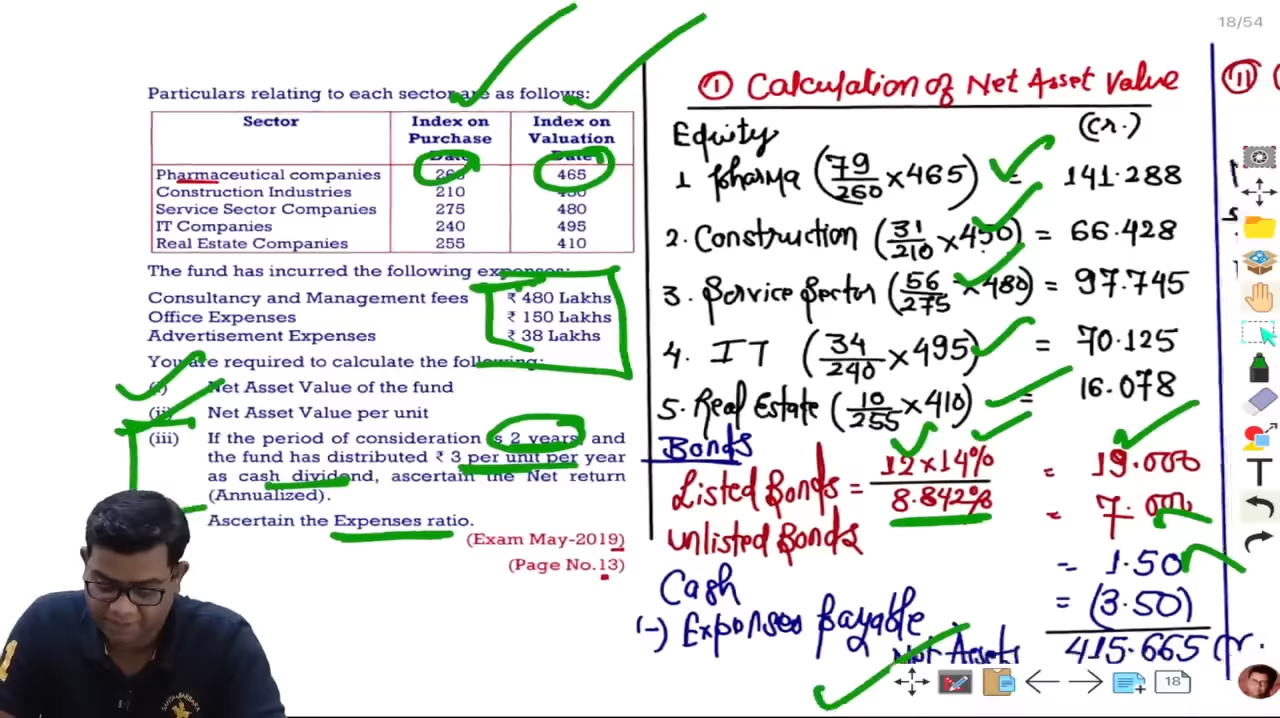 18/54
Particulars relating to each sector are as follows:
Sector
Index on Purchase Date
Index on Valuation Date
Pharmaceutical companies 260 465
Construction Industries 210 450
Service Sector Companies 275 480
IT Companies 240 495
Real Estate Companies 255 410
The fund has incurred the following expenses:
Consultancy and Management fees ₹ 480 Lakhs
Office Expenses ₹ 150 Lakhs
Advertisement Expenses ₹ 38 Lakhs
You are required to calculate the following:
(i) Net Asset Value of the fund
(ii) Net Asset Value per unit
(iii) If the period of consideration is 2 years, and
the fund has distributed ₹ 3 per unit per year
as cash dividend, ascertain the Net return
(Annualized).
Ascertain the Expenses ratio.
(Exam May-2019)
(Page No.13)
① Calculation of Net Asset Value
Equity (Cr.)
1 Pharma (79/260 × 465) = 141.288
2. Construction (31/210 × 450) = 66.428
3. Service Sector (56/275 × 480) = 97.745
4. IT (34/240 × 495) = 70.125
5. Real Estate (10/255 × 410) = 16.078
Bonds
Listed Bonds = 12 × 14% / 8.842% = 19.000
Unlisted Bonds = 7.000
Cash = 1.50
(-) Expenses Payable = (3.50)
Net Assets 415.665 Cr.
II
18